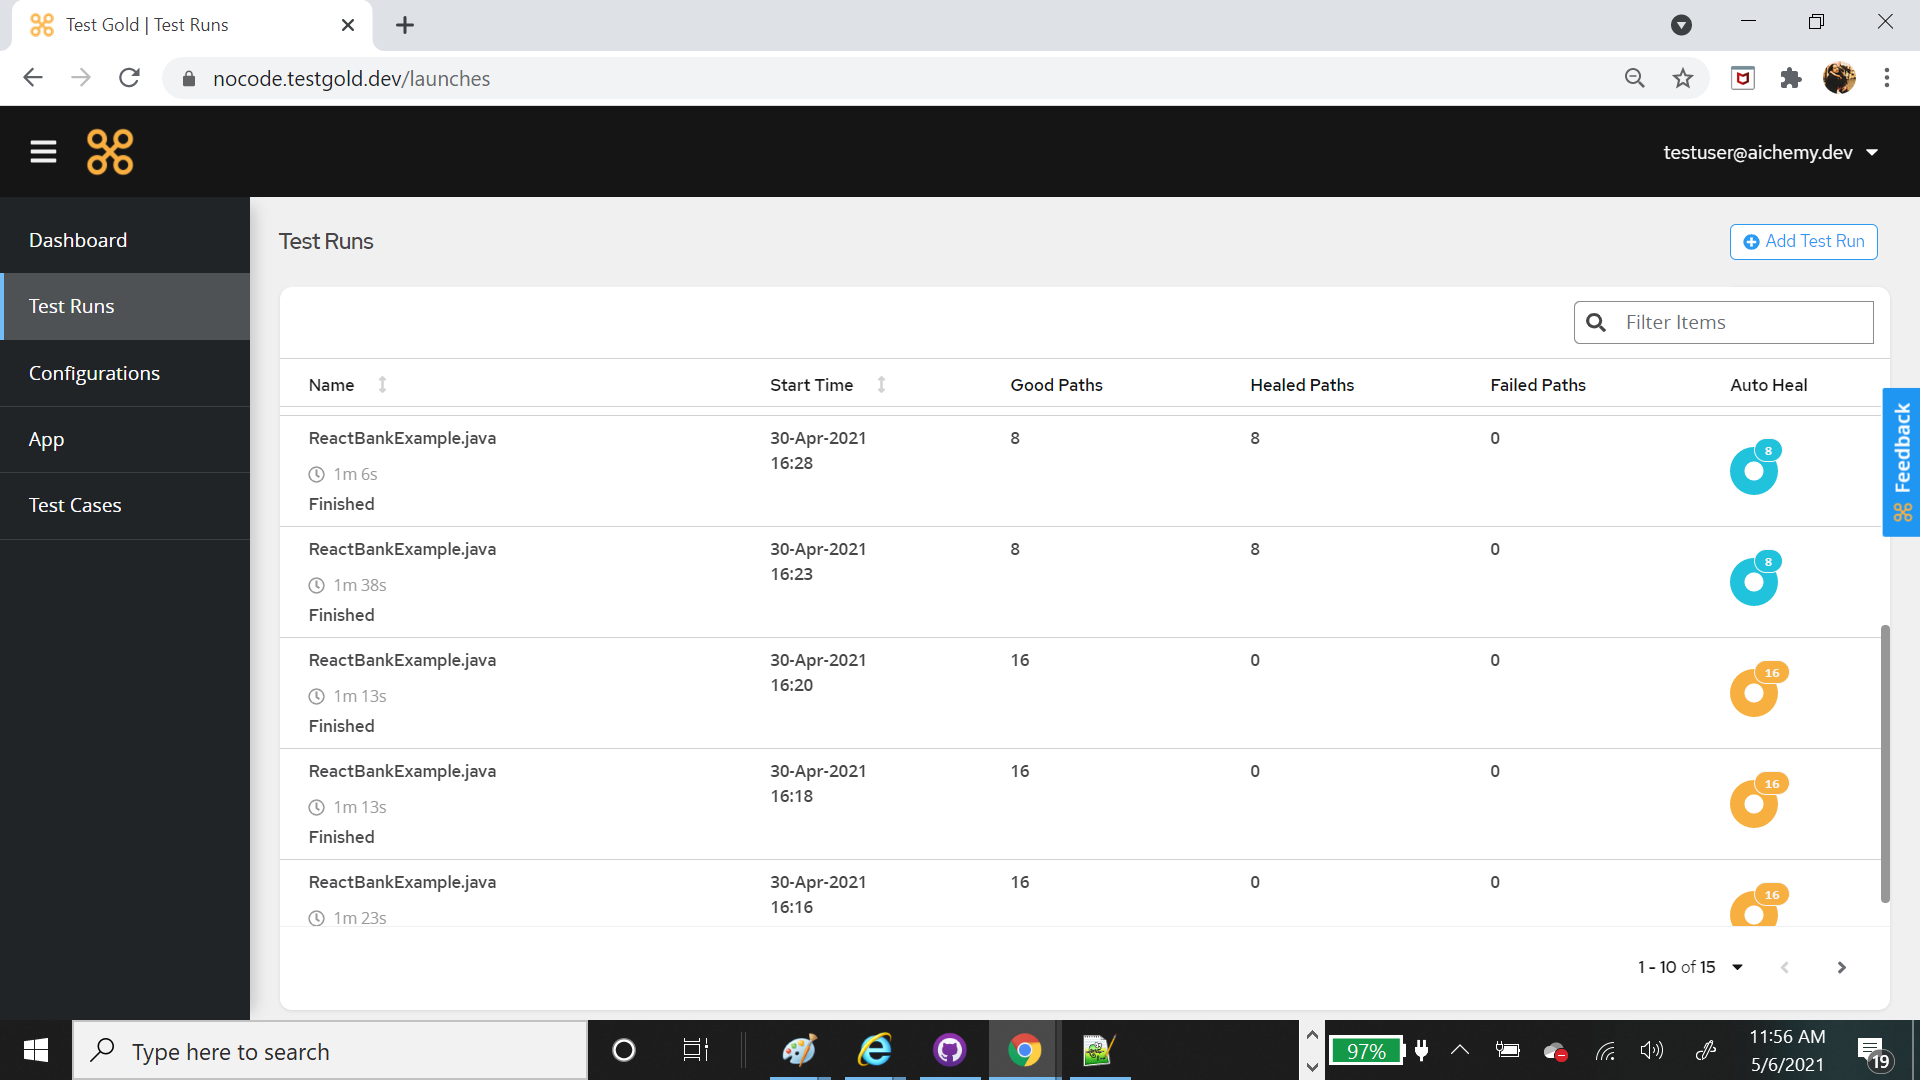 Test Gold | Test Runs
nocode.testgold.dev/launches
testuser@aichemy.dev
Dashboard
Test Runs
Configurations
App
Test Cases
Test Runs
Add Test Run
Filter Items
Name Start Time Good Paths Healed Paths Failed Paths Auto Heal
ReactBankExample.java 30-Apr-2021 8 8 0 8
16:28
1m 6s
Finished
ReactBankExample.java 30-Apr-2021 8 8 0 8
16:23
1m 38s
Finished
ReactBankExample.java 30-Apr-2021 16 0 0 16
16:20
1m 13s
Finished
ReactBankExample.java 30-Apr-2021 16 0 0 16
16:18
1m 13s
Finished
ReactBankExample.java 30-Apr-2021 16 0 0 16
16:16
1m 23s
1 - 10 of 15
Feedback
Type here to search
97%
11:56 AM
5/6/2021
19